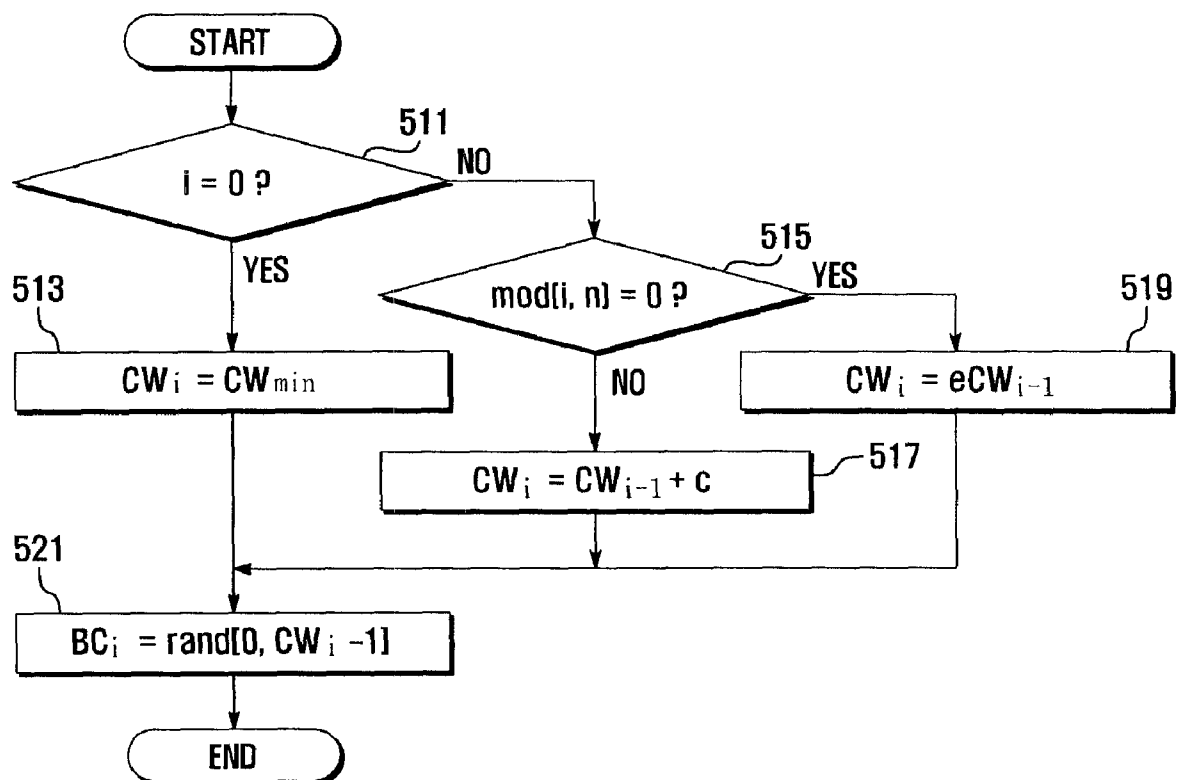 START
511
i = 0 ?
NO
YES
515
mod(i, n) = 0 ?
YES
513
519
CWi = CWmin
NO
CWi = eCWi-1
CWi = CWi-1 + c
517
521
BCi = rand[0, CWi -1]
END